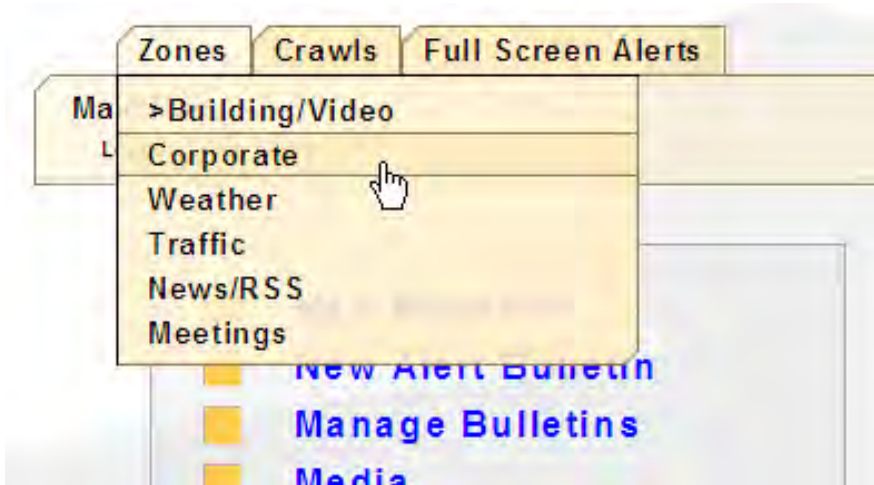 Zones Crawls Full Screen Alerts
Ma
>Building/Video
Corporate
Weather
Traffic
News/RSS
Meetings
New Alert Bulletin
Manage Bulletins
Media